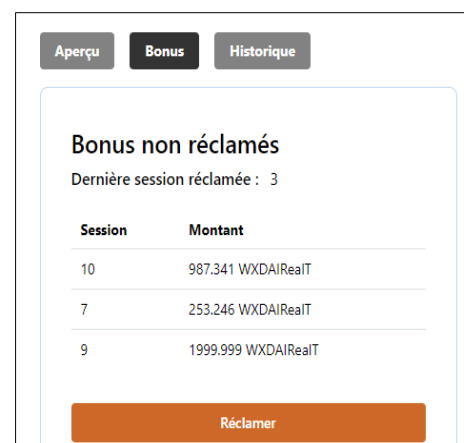 Aperçu Bonus Historique
Bonus non réclamés
Dernière session réclamée : 3
Session Montant
10 987.341 WXDAIRealT
7 253.246 WXDAIRealT
9 1999.999 WXDAIRealT
Réclamer